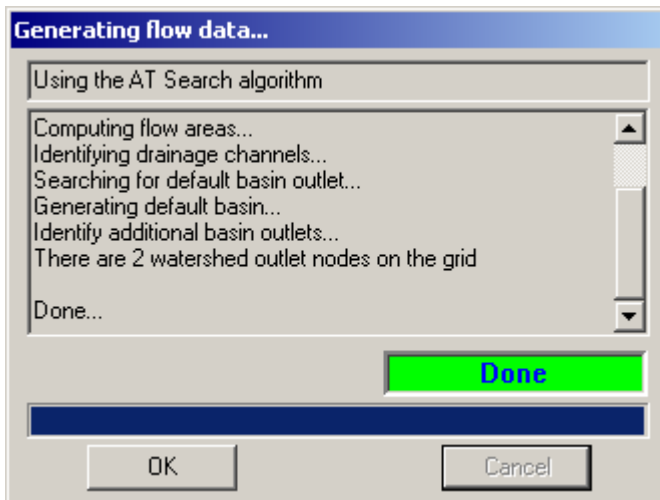 Generating flow data...
Using the AT Search algorithm
Computing flow areas...
Identifying drainage channels...
Searching for default basin outlet...
Generating default basin...
Identify additional basin outlets...
There are 2 watershed outlet nodes on the grid
Done...
Done
OK
Cancel